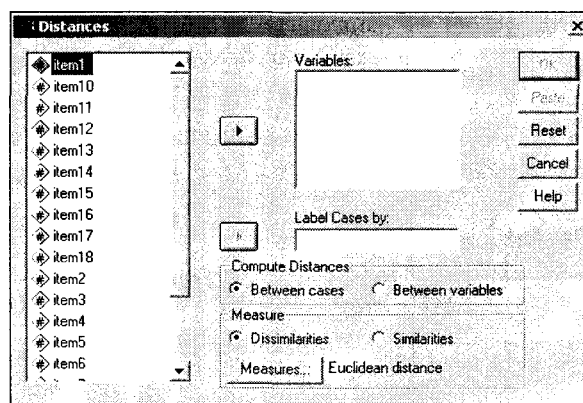 Distances
item1
item10
item11
item12
item13
item14
item15
item16
item17
item18
item2
item3
item4
item5
item6
Variables:
Label Cases by:
Compute Distances
Between cases
Between variables
Measure
Dissimilarities
Similarities
Measures...
Euclidean distance
OK
Paste
Reset
Cancel
Help